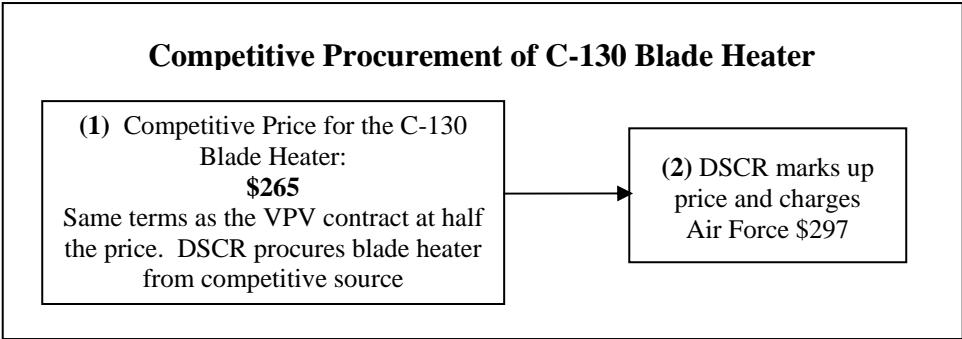 Competitive Procurement of C-130 Blade Heater
(1) Competitive Price for the C-130
Blade Heater:
$265
Same terms as the VPV contract at half
the price. DSCR procures blade heater
from competitive source
(2) DSCR marks up
price and charges
Air Force $297